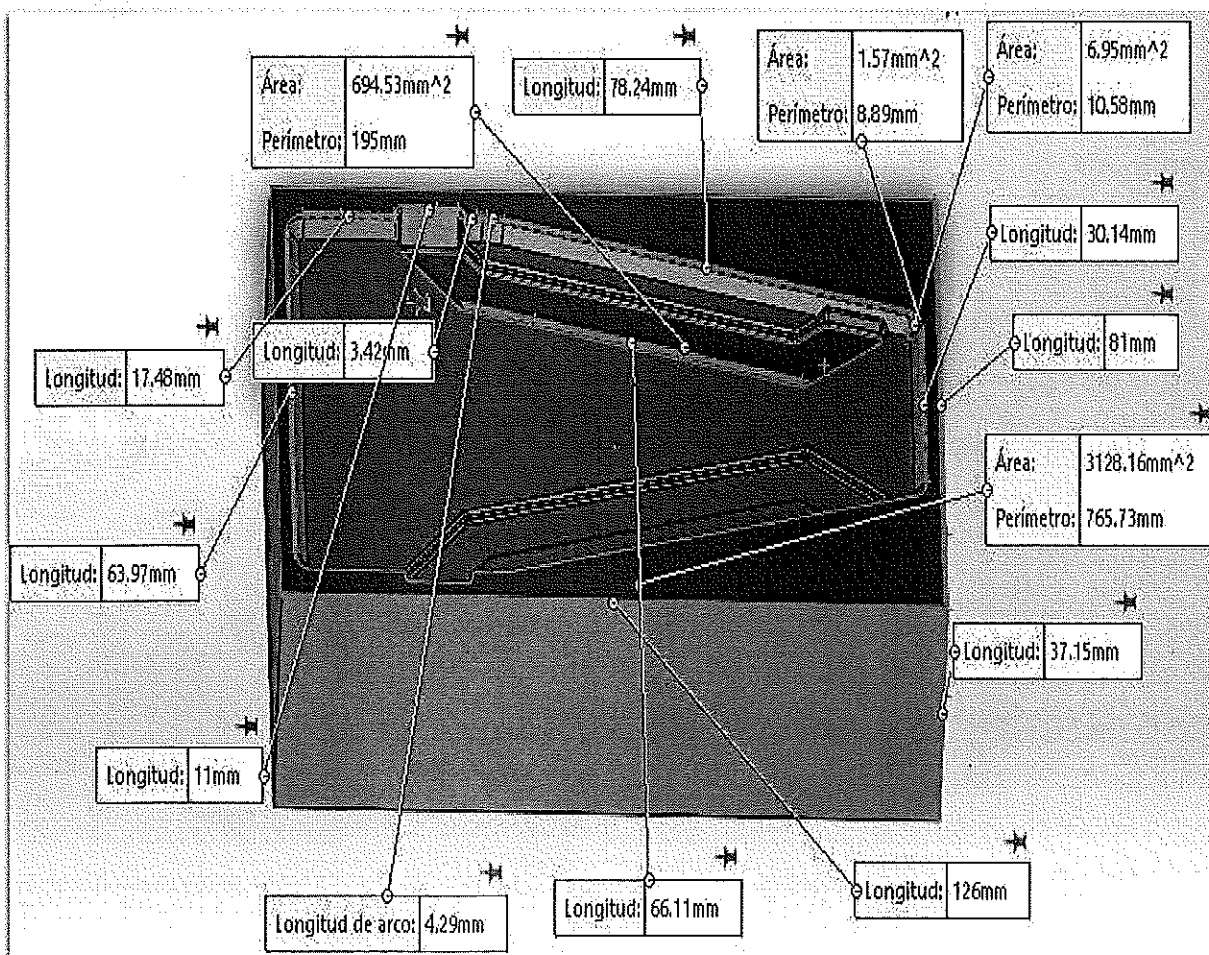 Área: 694.53mm^2
Perímetro: 195mm
Longitud: 78.24mm
Área: 1.57mm^2
Perímetro: 8.89mm
Área: 6.95mm^2
Perímetro: 10.58mm
Longitud: 30.14mm
Longitud: 81mm
Longitud: 3.42mm
Longitud: 17.48mm
Área: 3128.16mm^2
Perímetro: 765.73mm
Longitud: 63.97mm
Longitud: 37.15mm
Longitud: 11mm
Longitud: 126mm
Longitud: 66.11mm
Longitud de arco: 4.29mm